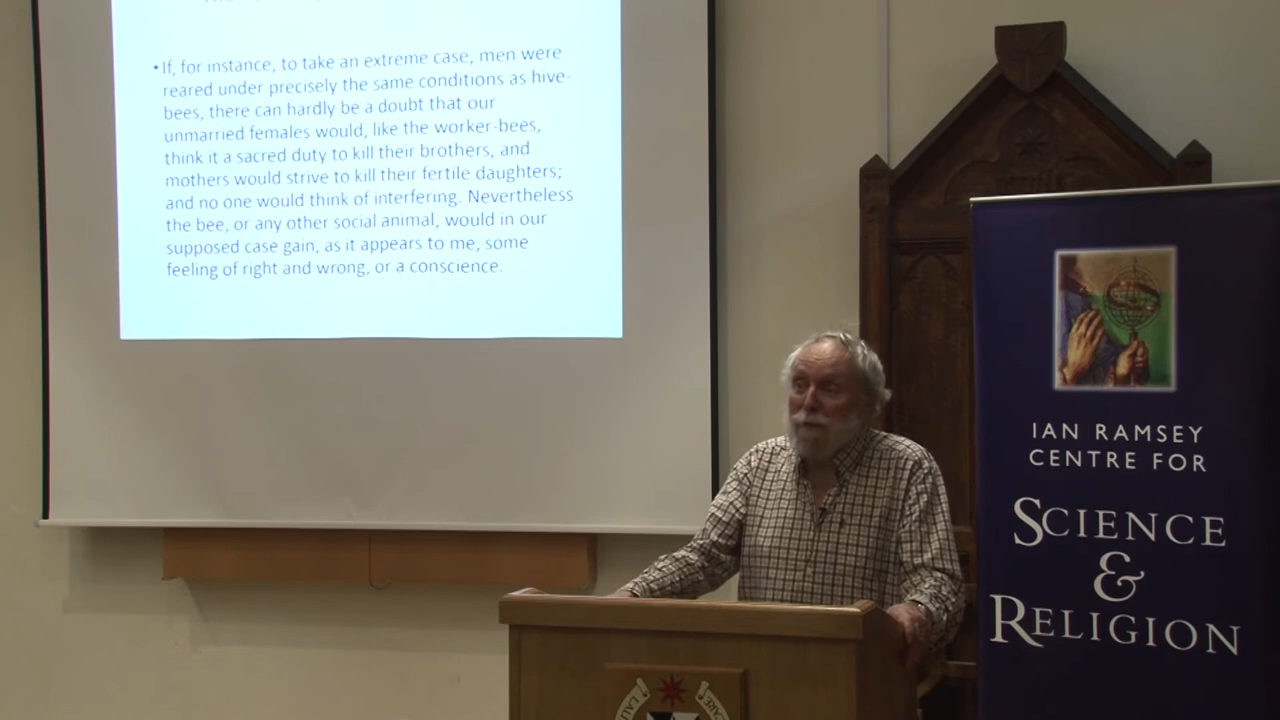 •If, for instance, to take an extreme case, men were
reared under precisely the same conditions as hive-
bees, there can hardly be a doubt that our
unmarried females would, like the worker-bees,
think it a sacred duty to kill their brothers, and
mothers would strive to kill their fertile daughters;
and no one would think of interfering. Nevertheless
the bee, or any other social animal, would in our
supposed case gain, as it appears to me, some
feeling of right and wrong, or a conscience.
IAN RAMSEY
CENTRE FOR
SCIENCE
&
RELIGION